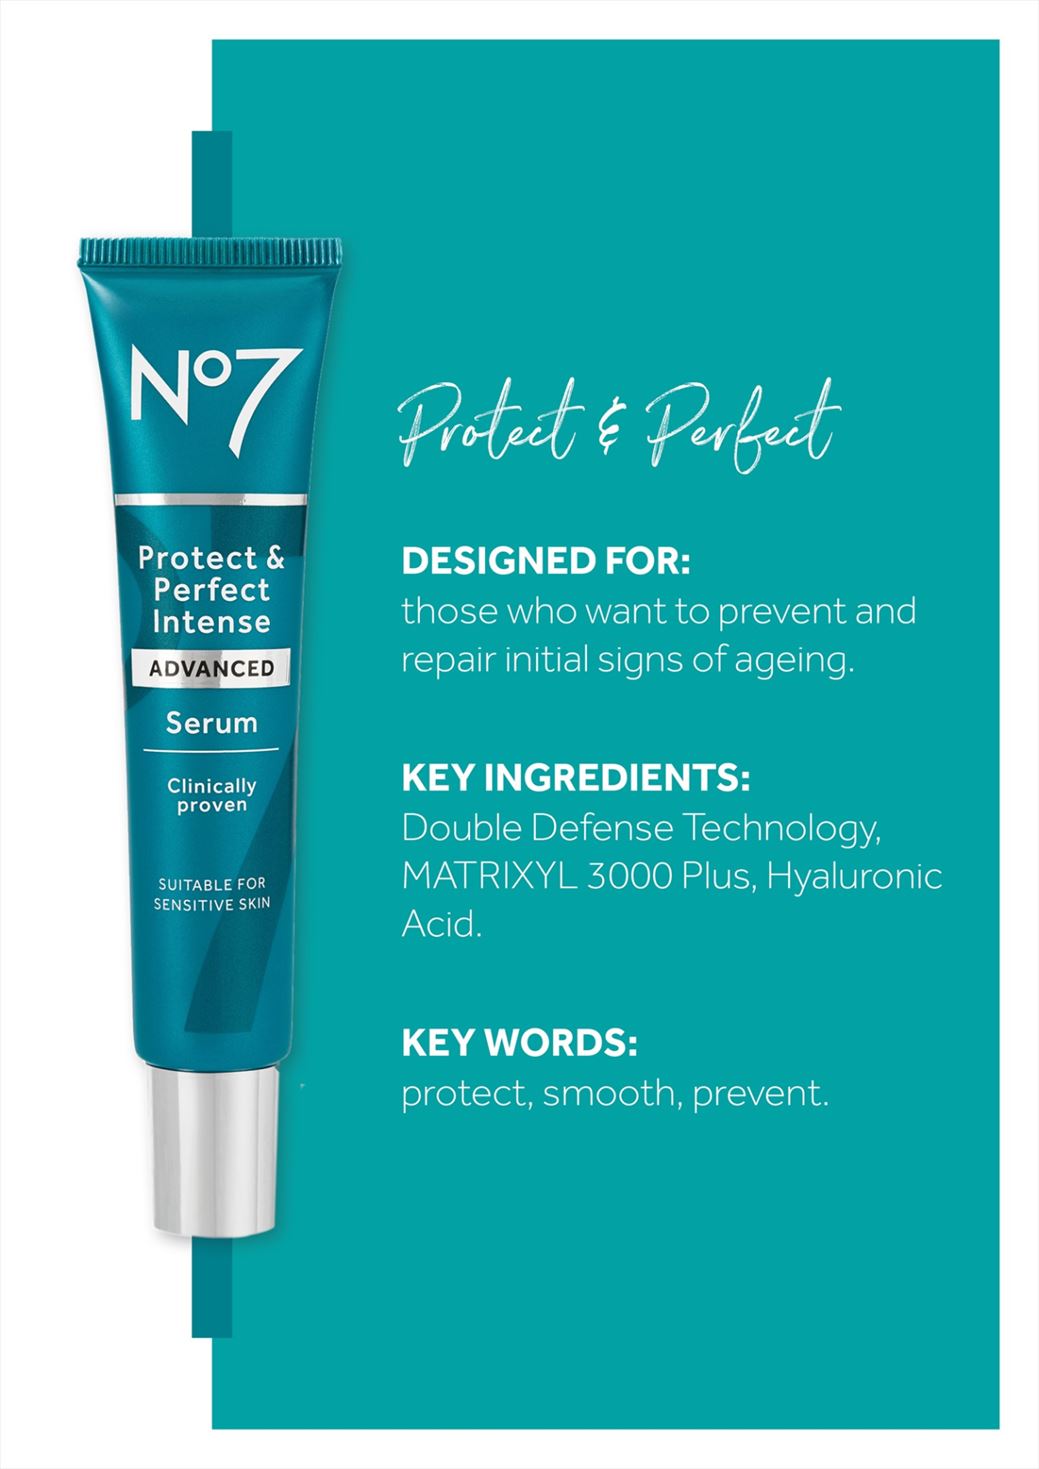 No7
Protect &
Perfect
Intense
ADVANCED
Serum
Clinically
proven
SUITABLE FOR
SENSITIVE SKIN
Protect & Perfect
DESIGNED FOR:
those who want to prevent and
repair initial signs of ageing.
KEY INGREDIENTS:
Double Defense Technology,
MATRIXYL 3000 Plus, Hyaluronic
Acid.
KEY WORDS:
protect, smooth, prevent.